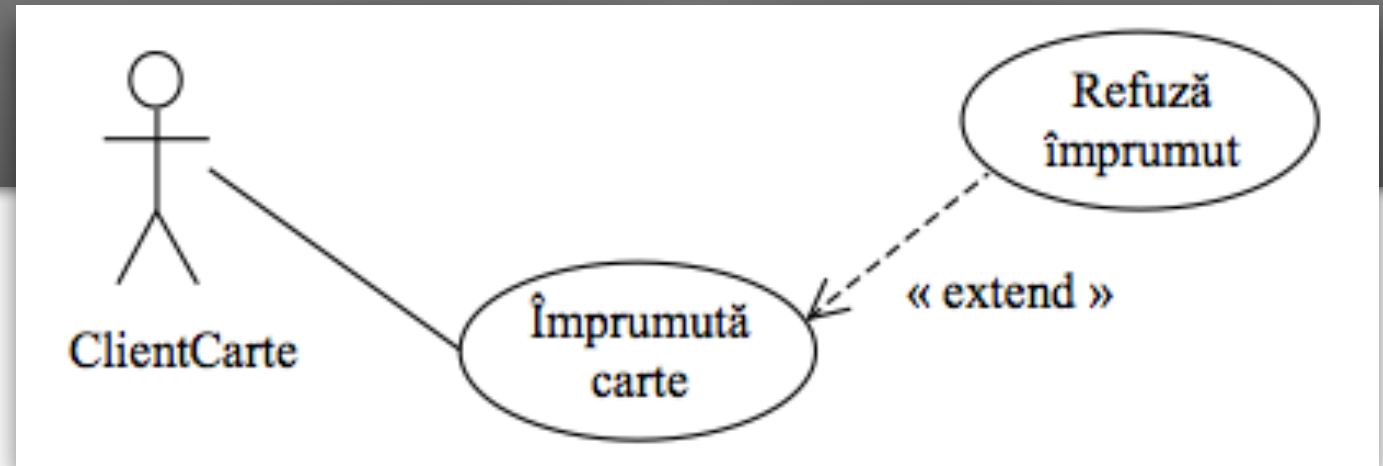 Refuză
împrumut
« extend »
Împrumută
carte
ClientCarte